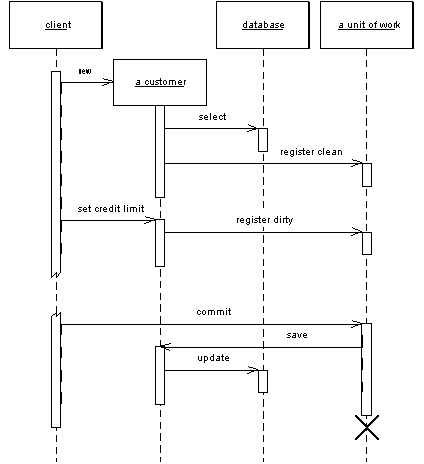 client
database
a unit of work
new
a customer
select
register clean
set credit limit
register dirty
commit
save
update